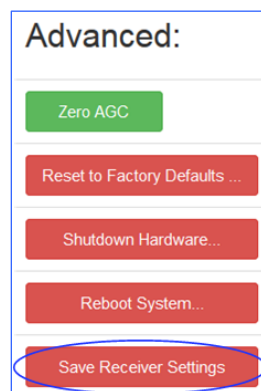 Advanced:
Zero AGC
Reset to Factory Defaults ...
Shutdown Hardware...
Reboot System...
Save Receiver Settings